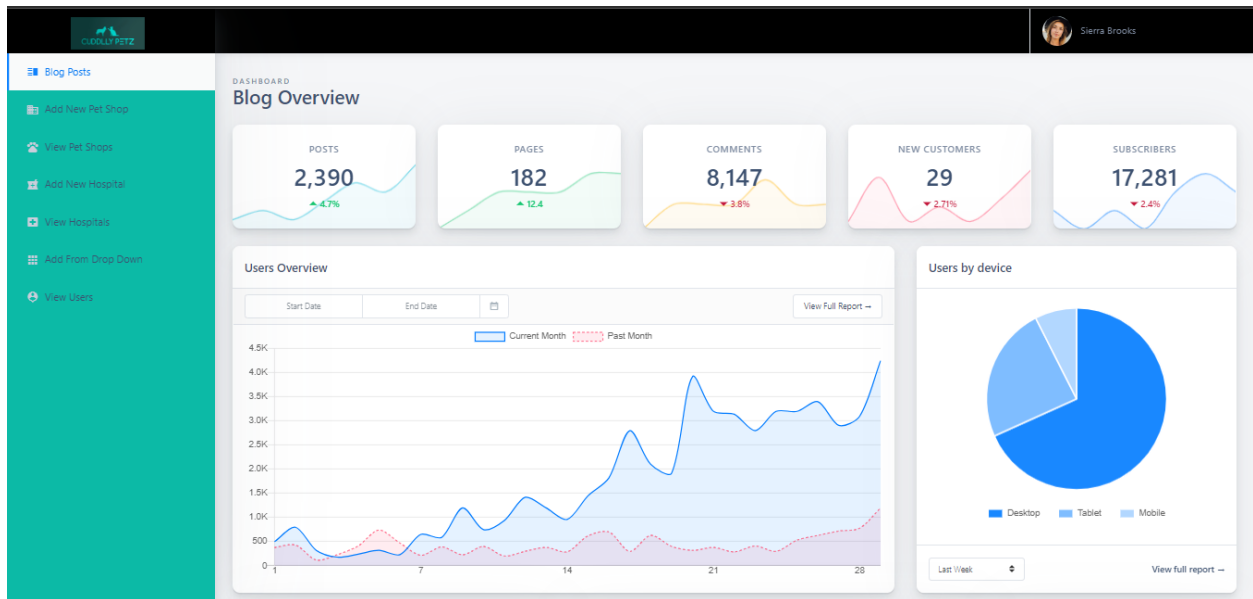 CUDDLLY PETZ
Sierra Brooks
Blog Posts
Add New Pet Shop
View Pet Shops
Add New Hospital
View Hospitals
Add From Drop Down
View Users
DASHBOARD
Blog Overview
POSTS
2,390
4.7%
PAGES
182
12.4
COMMENTS
8,147
3.8%
NEW CUSTOMERS
29
2.71%
SUBSCRIBERS
17,281
2.4%
Users Overview
Start Date End Date
View Full Report →
Current Month Past Month
4.5K
4.0K
3.5K
3.0K
2.5K
2.0K
1.5K
1.0K
500
0
1 7 14 21 28
Users by device
Desktop Tablet Mobile
Last Week
View full report →